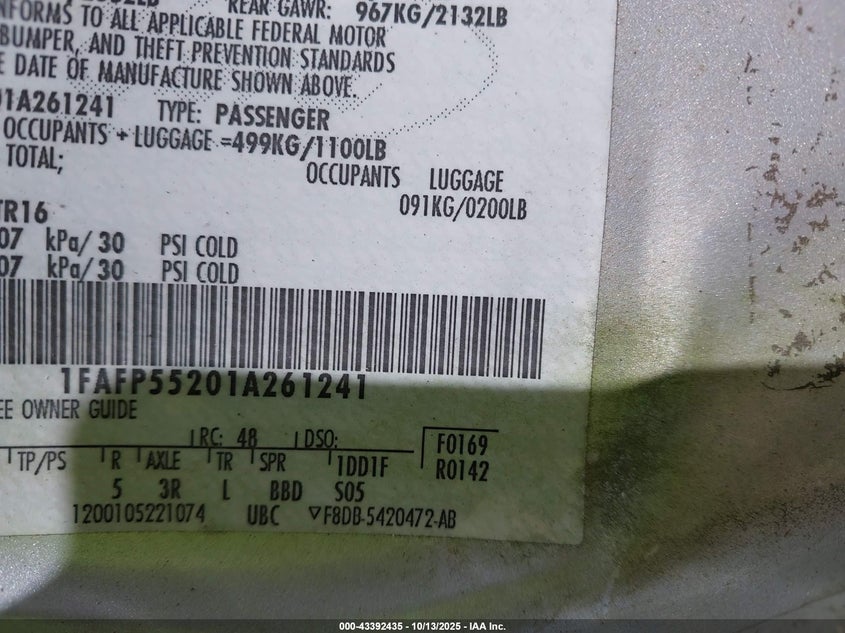 REAR GAWR: 967KG/2132LB
NFORMS TO ALL APPLICABLE FEDERAL MOTOR
BUMPER, AND THEFT PREVENTION STANDARDS
E DATE OF MANUFACTURE SHOWN ABOVE.
01A261241 TYPE: PASSENGER
OCCUPANTS + LUGGAGE =499KG/1100LB
TOTAL;
OCCUPANTS LUGGAGE
091KG/0200LB
TR16
07 kPa/ 30 PSI COLD
07 kPa/ 30 PSI COLD
1FAFP55201A261241
EE OWNER GUIDE
RC: 48 DSO:
F0169
TP/PS R AXLE TR SPR 1DD1F
R0142
5 3R L BBD S05
1200105221074 UBC ▽F8DB-5420472-AB
000-43392435 - 10/13/2025 - IAA Inc.